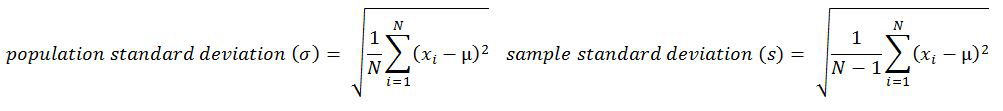 population standard deviation (σ) = √(1/N ∑_{i=1}^{N} (x_i − μ)²) sample standard deviation (s) = √(1/(N − 1) ∑_{i=1}^{N} (x_i − μ)²)